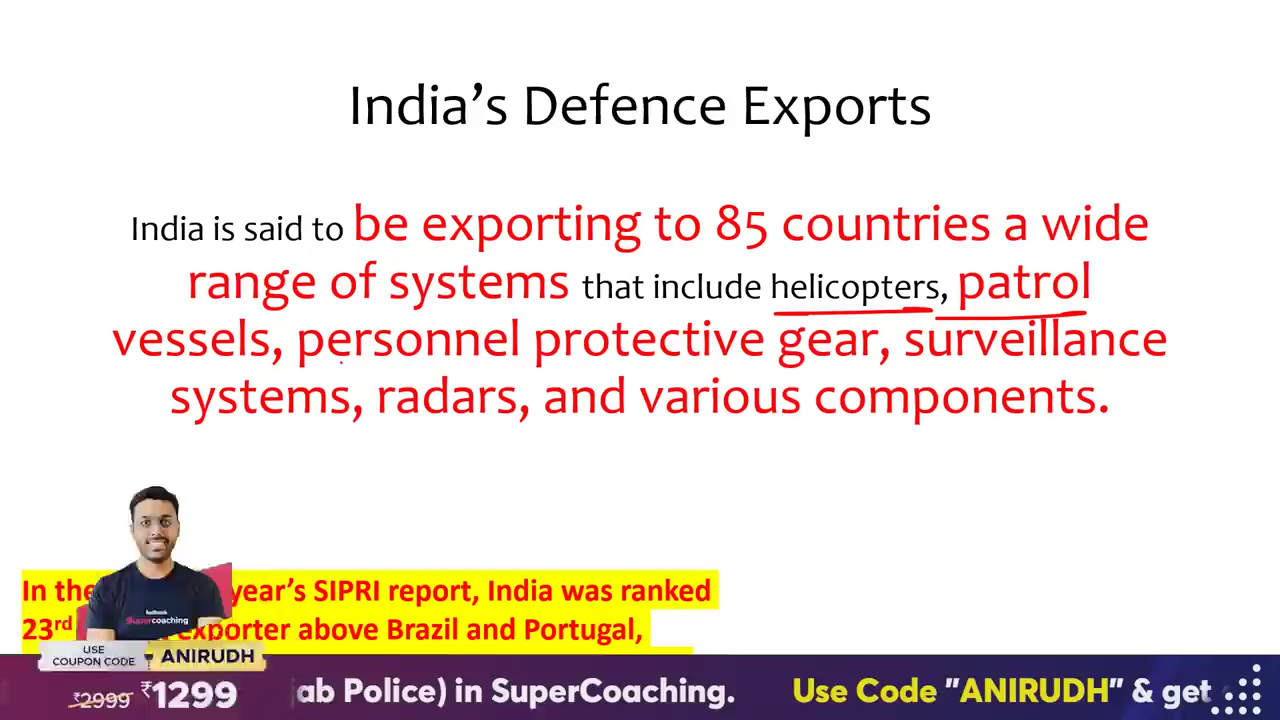 India's Defence Exports
India is said to be exporting to 85 countries a wide
range of systems that include helicopters, patrol
vessels, personnel protective gear, surveillance
systems, radars, and various components.
In the year's SIPRI report, India was ranked
23rd exporter above Brazil and Portugal,
testbook
Supercoaching
USE
COUPON CODE
ANIRUDH
₹2999 ₹1299
ab Police) in SuperCoaching. Use Code "ANIRUDH" & get